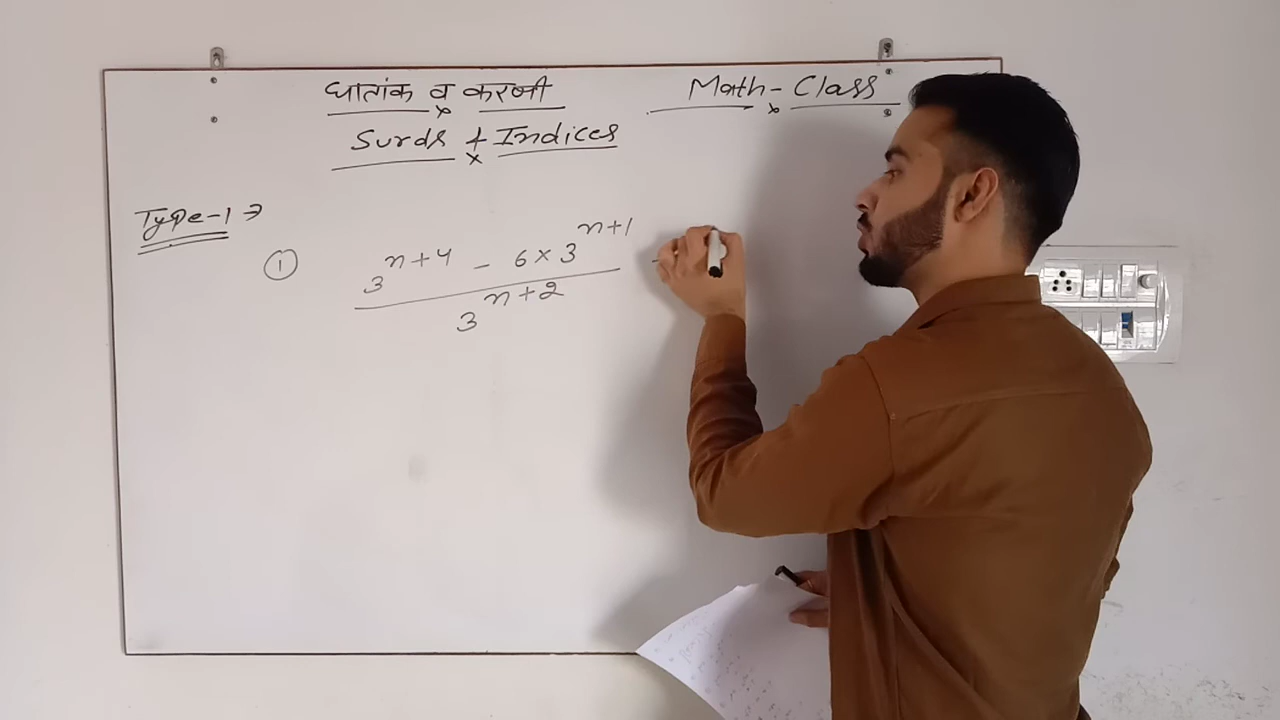 घातांक व करणी Math-Class
Surds & Indices
Type-1→
① 3^{n+4} - 6×3^{n+1}
3^{n+2}